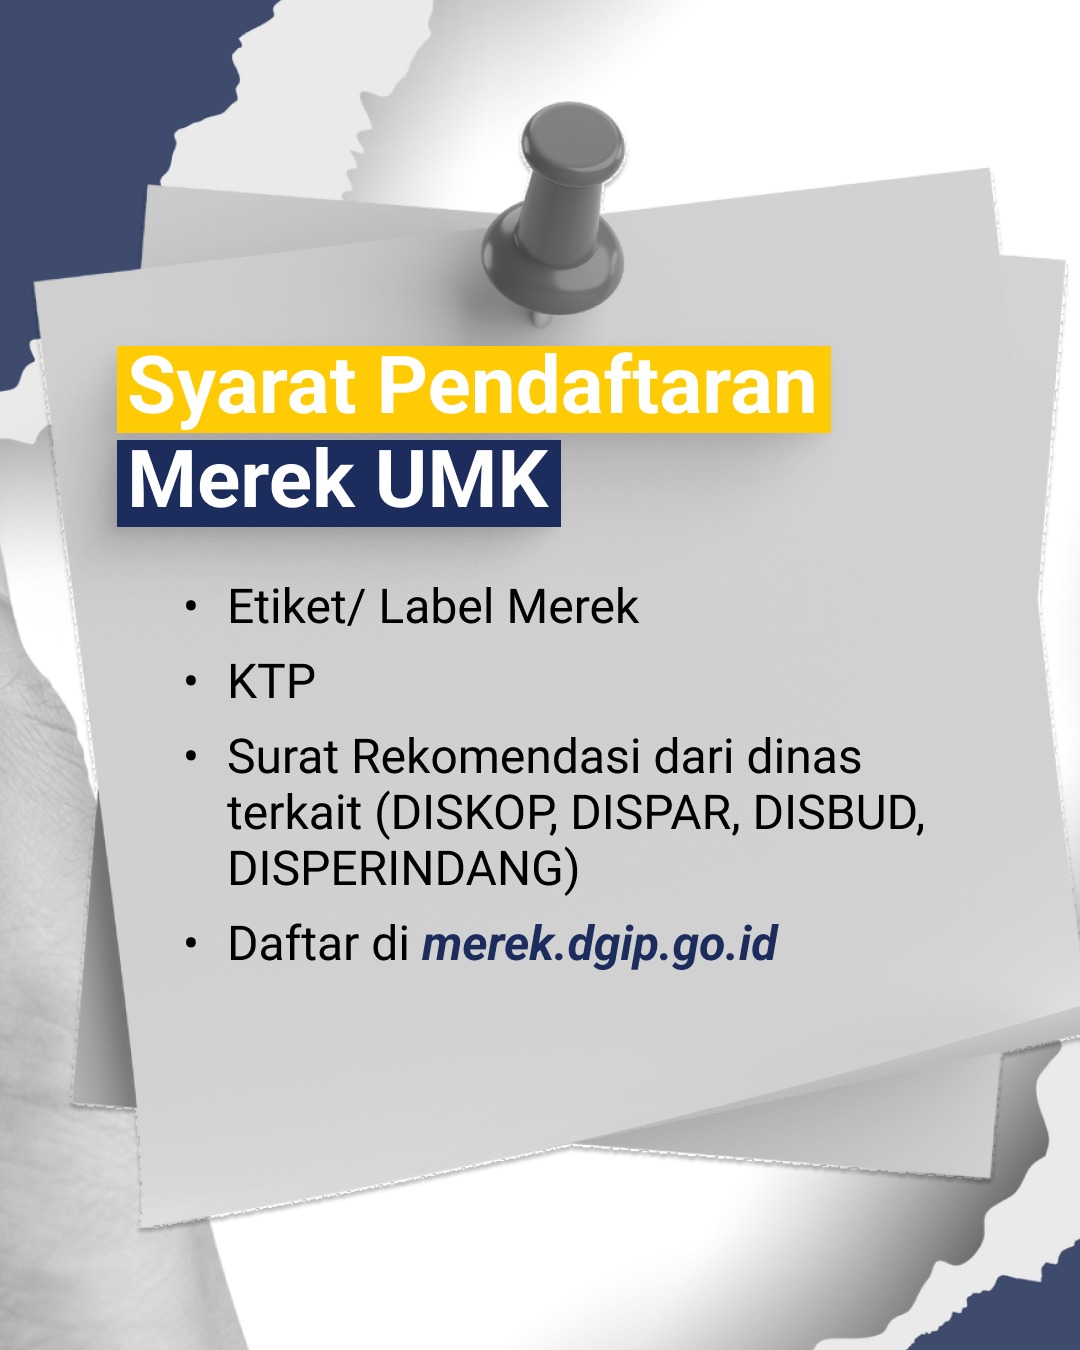 Syarat Pendaftaran
Merek UMK
• Etiket/ Label Merek
• KTP
• Surat Rekomendasi dari dinas
terkait (DISKOP, DISPAR, DISBUD,
DISPERINDANG)
• Daftar di merek.dgip.go.id